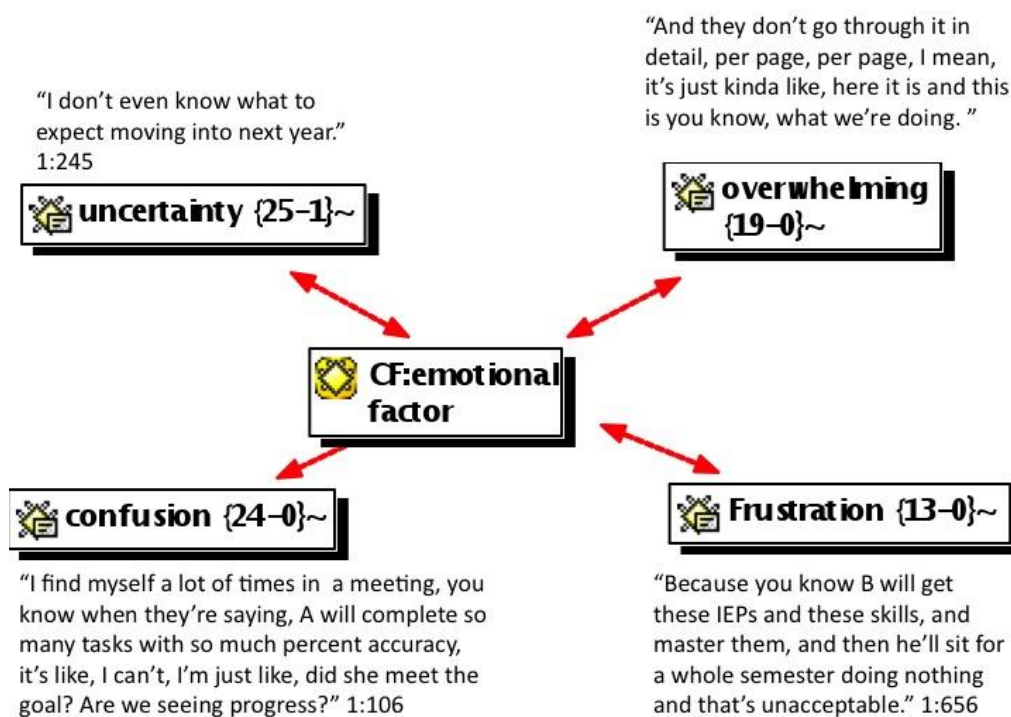 “I don’t even know what to
expect moving into next year.”
1:245
uncertainty {25-1}~
“And they don’t go through it in
detail, per page, per page, I mean,
it’s just kinda like, here it is and this
is you know, what we’re doing. ”
overwhelming
{19-0}~
CF:emotional
factor
confusion {24-0}~
“I find myself a lot of times in  a meeting, you
know when they’re saying, A will complete so
many tasks with so much percent accuracy,
it’s like, I can’t, I’m just like, did she meet the
goal? Are we seeing progress?” 1:106
Frustration {13-0}~
“Because you know B will get
these IEPs and these skills, and
master them, and then he’ll sit for
a whole semester doing nothing
and that’s unacceptable.” 1:656